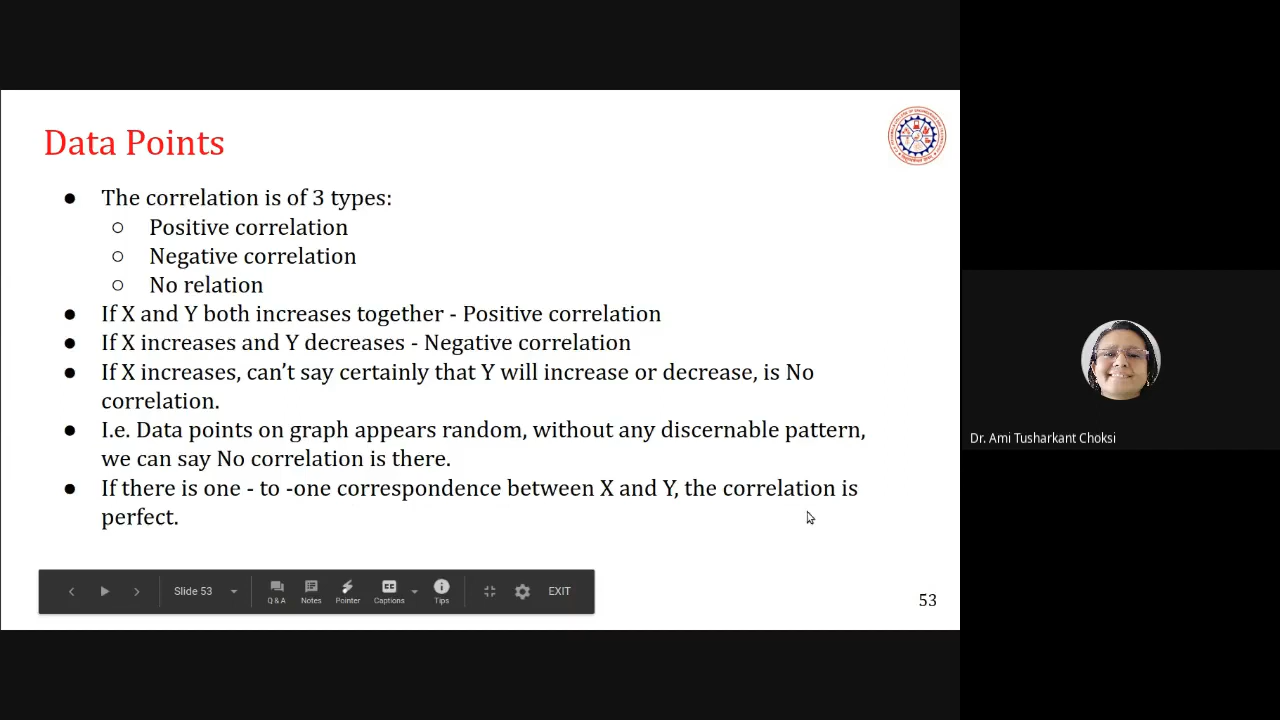 Data Points
● The correlation is of 3 types:
○ Positive correlation
○ Negative correlation
○ No relation
● If X and Y both increases together - Positive correlation
● If X increases and Y decreases - Negative correlation
● If X increases, can’t say certainly that Y will increase or decrease, is No
correlation.
● I.e. Data points on graph appears random, without any discernable pattern,
we can say No correlation is there.
● If there is one - to -one correspondence between X and Y, the correlation is
perfect.
Slide 53
Q & A
Notes
Pointer
Captions
Tips
EXIT
53
Dr. Ami Tusharkant Choksi